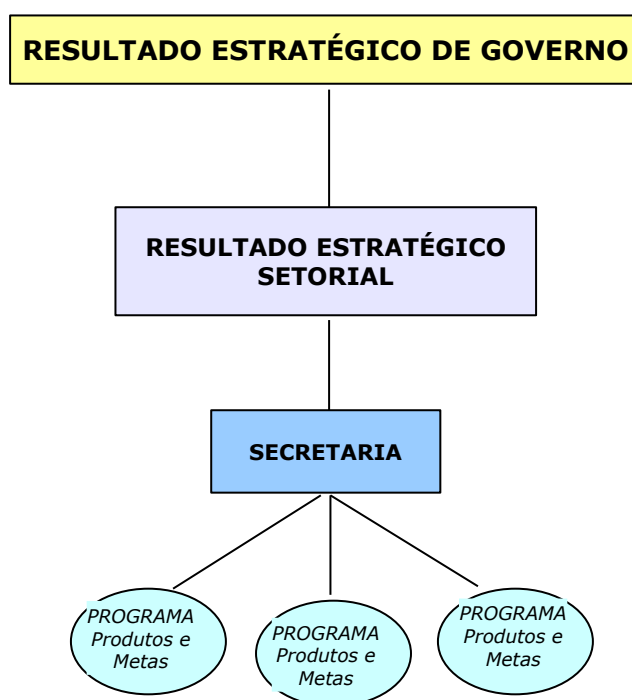 RESULTADO ESTRATÉGICO DE GOVERNO
RESULTADO ESTRATÉGICO
SETORIAL
SECRETARIA
PROGRAMA
Produtos e
Metas
PROGRAMA
Produtos e
Metas
PROGRAMA
Produtos e
Metas